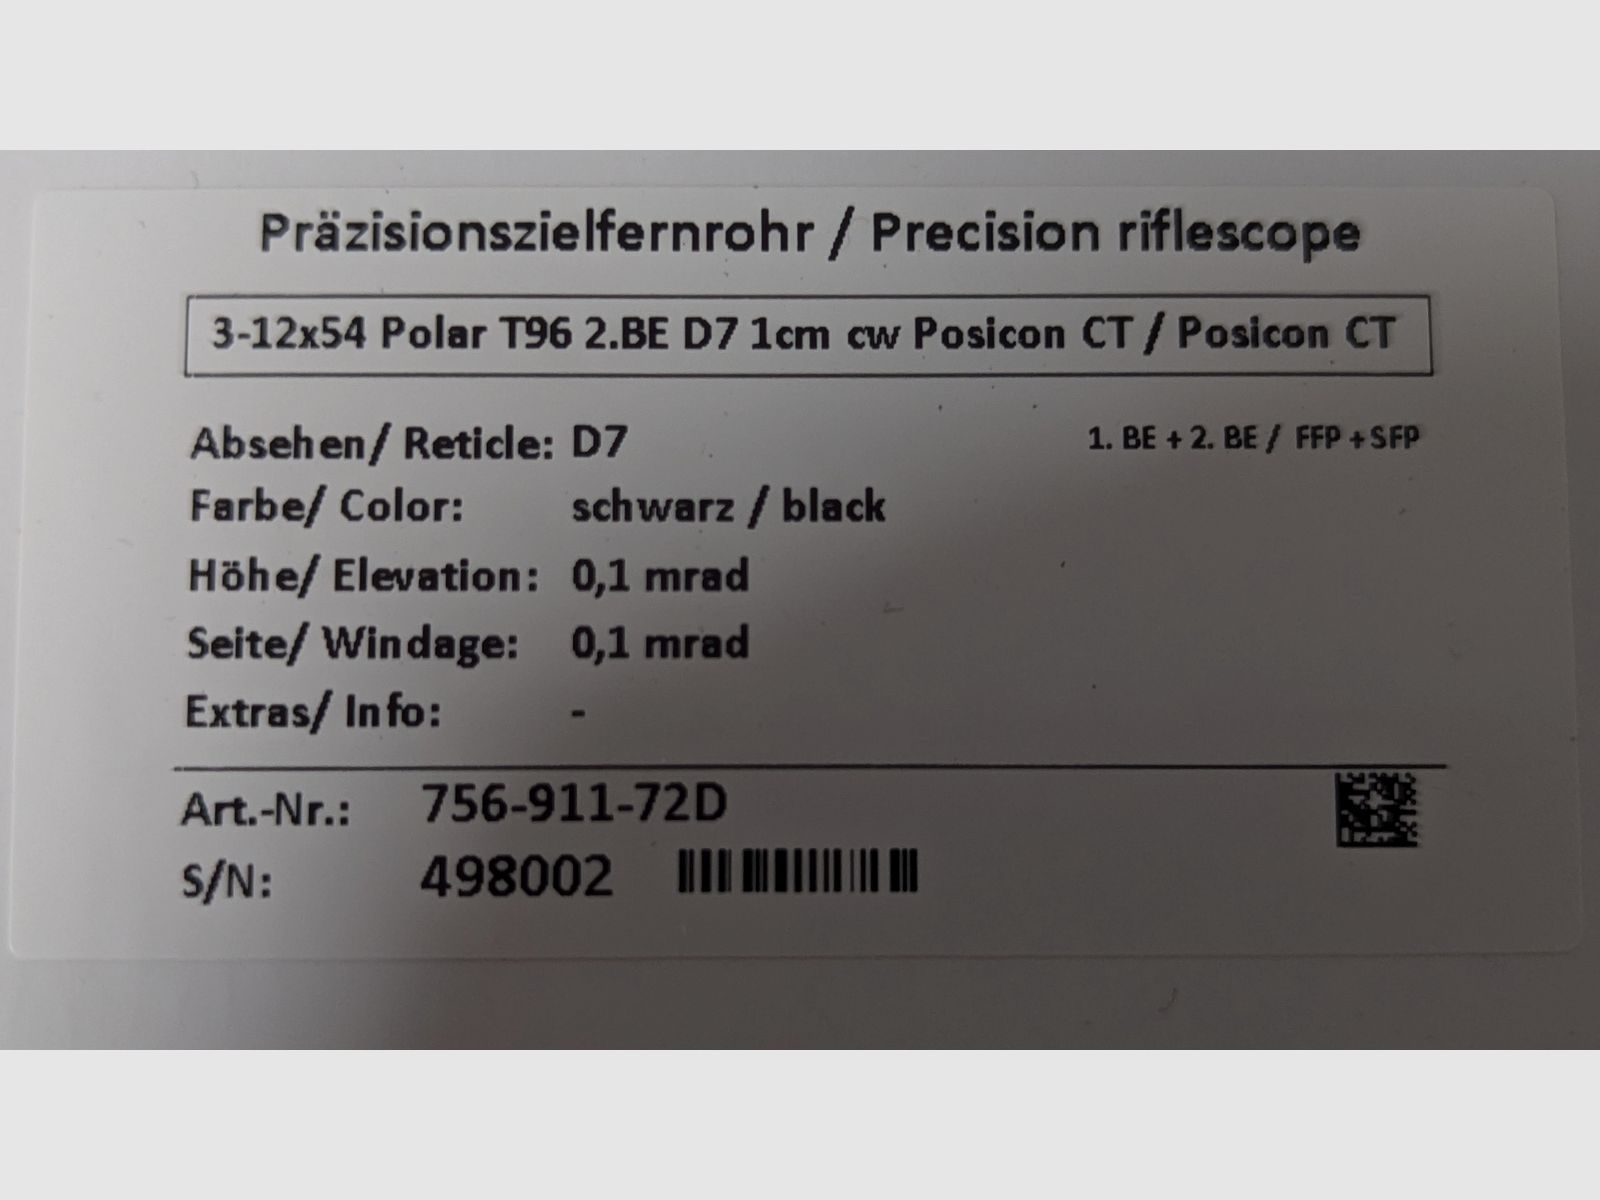 Präzisionszielfernrohr / Precision riflescope
3-12x54 Polar T96 2.BE D7 1cm cw Posicon CT / Posicon CT
Absehen/ Reticle: D7 1. BE + 2. BE / FFP + SFP
Farbe/ Color: schwarz / black
Höhe/ Elevation: 0,1 mrad
Seite/ Windage: 0,1 mrad
Extras/ Info: -
Art.-Nr.: 756-911-72D
S/N: 498002